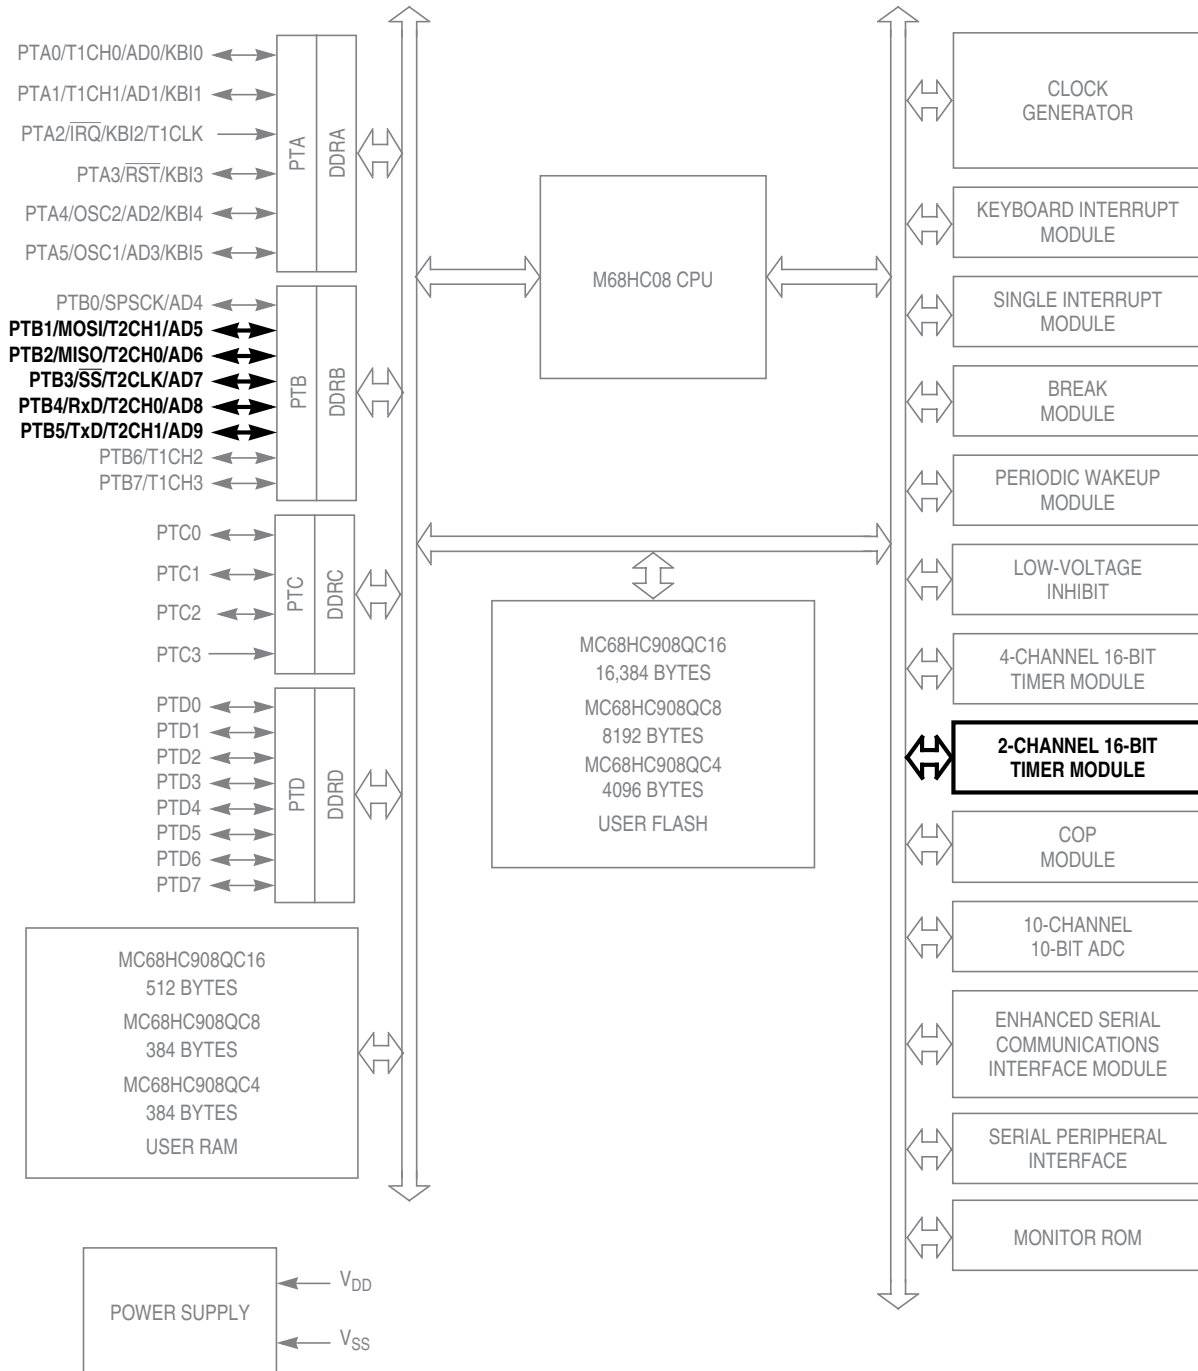 PTA0/T1CH0/AD0/KBI0
PTA1/T1CH1/AD1/KBI1
PTA2/I̅R̅Q̅/KBI2/T1CLK
PTA3/R̅S̅T̅/KBI3
PTA4/OSC2/AD2/KBI4
PTA5/OSC1/AD3/KBI5
PTA
DDRA
PTB0/SPSCK/AD4
PTB1/MOSI/T2CH1/AD5
PTB2/MISO/T2CH0/AD6
PTB3/S̅S̅/T2CLK/AD7
PTB4/RxD/T2CH0/AD8
PTB5/TxD/T2CH1/AD9
PTB6/T1CH2
PTB7/T1CH3
PTB
DDRB
PTC0
PTC1
PTC2
PTC3
PTC
DDRC
PTD0
PTD1
PTD2
PTD3
PTD4
PTD5
PTD6
PTD7
PTD
DDRD
MC68HC908QC16
512 BYTES
MC68HC908QC8
384 BYTES
MC68HC908QC4
384 BYTES
USER RAM
POWER SUPPLY
VDD
VSS
M68HC08 CPU
MC68HC908QC16
16,384 BYTES
MC68HC908QC8
8192 BYTES
MC68HC908QC4
4096 BYTES
USER FLASH
CLOCK
GENERATOR
KEYBOARD INTERRUPT
MODULE
SINGLE INTERRUPT
MODULE
BREAK
MODULE
PERIODIC WAKEUP
MODULE
LOW-VOLTAGE
INHIBIT
4-CHANNEL 16-BIT
TIMER MODULE
2-CHANNEL 16-BIT
TIMER MODULE
COP
MODULE
10-CHANNEL
10-BIT ADC
ENHANCED SERIAL
COMMUNICATIONS
INTERFACE MODULE
SERIAL PERIPHERAL
INTERFACE
MONITOR ROM